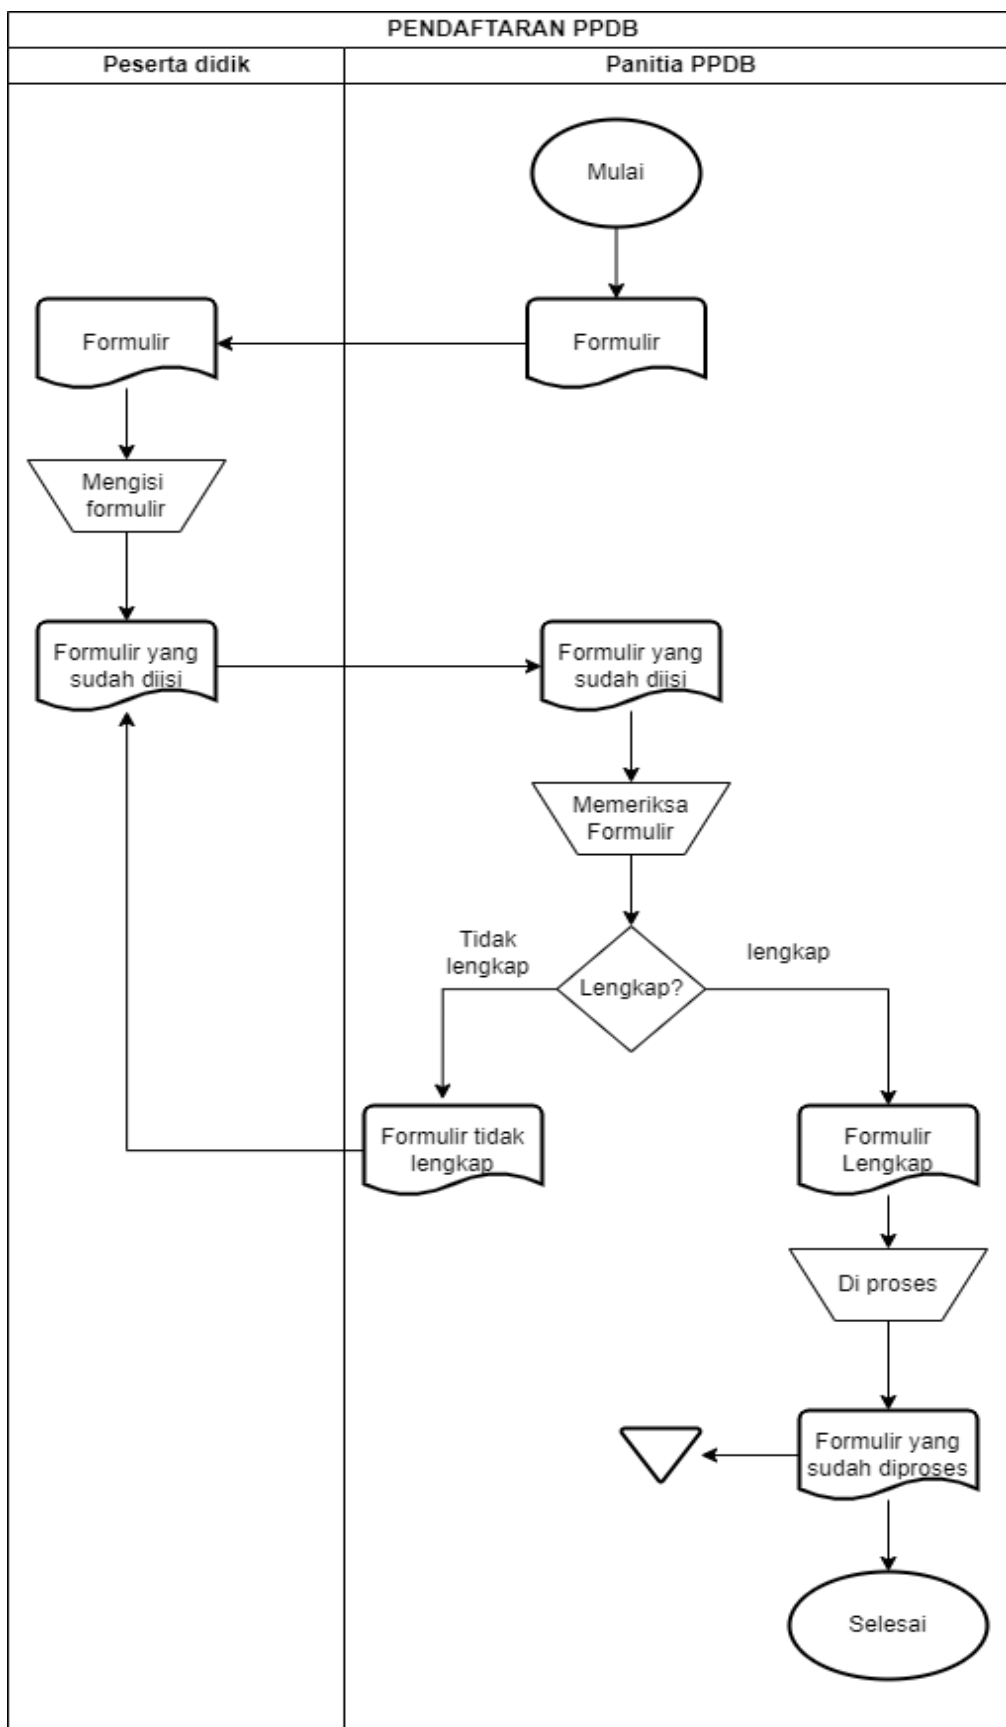 PENDAFTARAN PPDB
Peserta didik
Panitia PPDB
Mulai
Formulir
Formulir
Mengisi
formulir
Formulir yang
sudah diisi
Formulir yang
sudah diisi
Memeriksa
Formulir
Tidak
lengkap
lengkap
Lengkap?
Formulir tidak
lengkap
Formulir
Lengkap
Di proses
Formulir yang
sudah diproses
Selesai